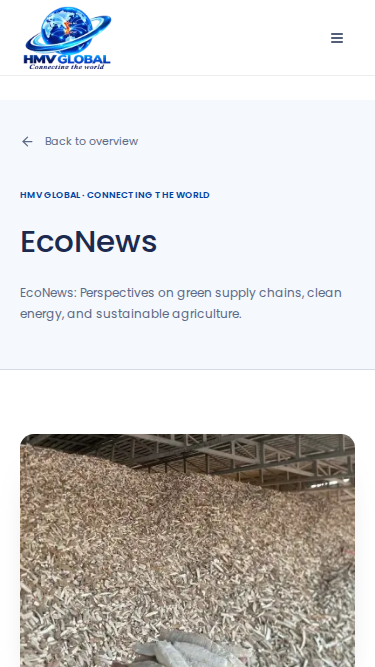 HMV GLOBAL
Connecting the world
Back to overview
HMV GLOBAL · CONNECTING THE WORLD
EcoNews
EcoNews: Perspectives on green supply chains, clean
energy, and sustainable agriculture.